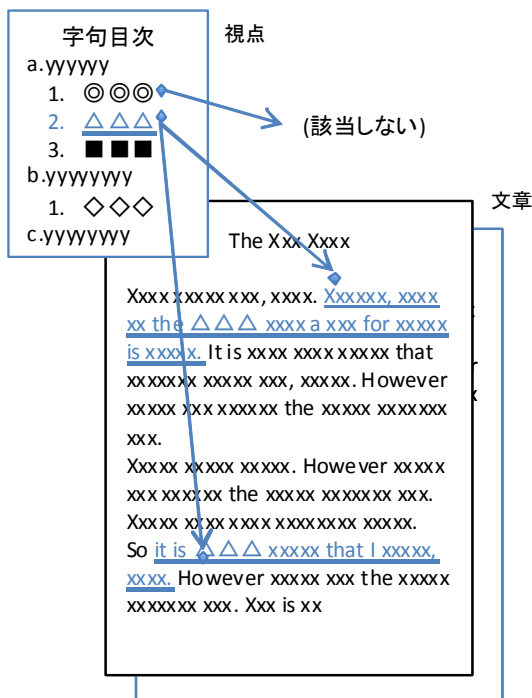 字句目次
視点
a.yyyyyy
1. ◎◎◎
(該当しない)
2. △△△
3. ■■■
b.yyyyyyyy
1. ◇◇◇
c.yyyyyyyy
文章
The Xxx Xxxx
Xxxx xxxxx xxx, xxxx. Xxxxxx, xxxx
xx the △△△ xxxx a xxx for xxxxx
is xxxxx. It is xxxx xxxx xxxxx that
xxxxxxx xxxxx xxx, xxxxx. However
xxxxx xxx xxxxxx the xxxxx xxxxxxx
xxx.
Xxxxx xxxxx xxxxx. However xxxxx
xxx xxxxxx the xxxxx xxxxxxx xxx.
Xxxxx xxxx xxxx xxxxxxxx xxxxx.
So it is △△△ xxxxx that I xxxxx,
xxxx. However xxxxx xxx the xxxxx
xxxxxxx xxx. Xxx is xx